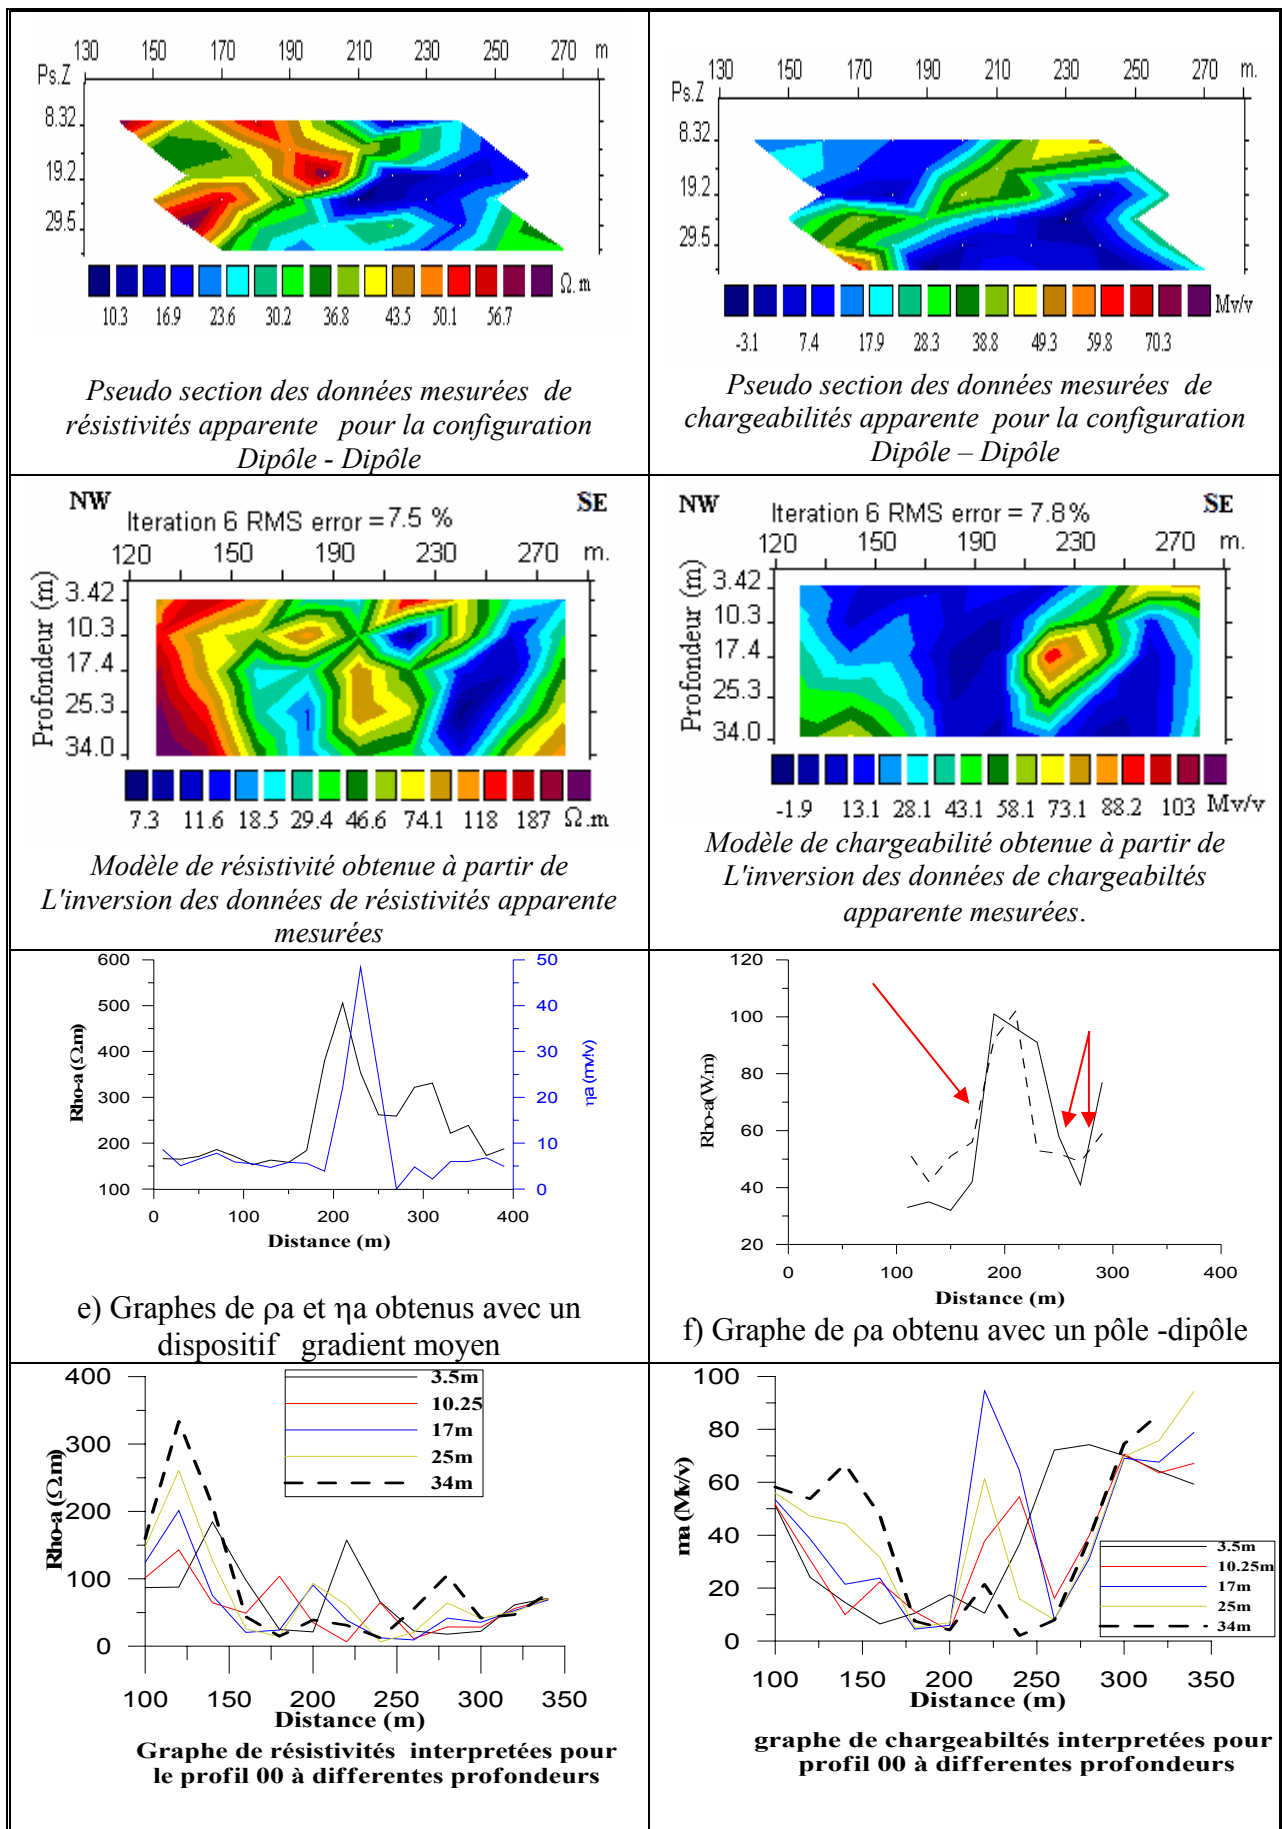 130 150 170 190 210 230 250 270 m
Ps.Z
8.32
19.2
29.5
10.3 16.9 23.6 30.2 36.8 43.5 50.1 56.7
Ω.m
Pseudo section des données mesurées de
résistivités apparente pour la configuration
Dipôle - Dipôle
130 150 170 190 210 230 250 270 m.
Ps.Z
8.32
19.2
29.5
-3.1 7.4 17.9 28.3 38.8 49.3 59.8 70.3
Mv/v
Pseudo section des données mesurées de
chargeabilités apparente pour la configuration
Dipôle – Dipôle
NW SE
Iteration 6 RMS error = 7.5 %
120 150 190 230 270 m.
Profondeur (m)
3.42
10.3
17.4
25.3
34.0
1
7.3 11.6 18.5 29.4 46.6 74.1 118 187 Ω.m
Modèle de résistivité obtenue à partir de
L'inversion des données de résistivités apparente
mesurées
NW SE
Iteration 6 RMS error = 7.8%
120 150 190 230 270 m.
Profondeur (m)
3.42
10.3
17.4
25.3
34.0
-1.9 13.1 28.1 43.1 58.1 73.1 88.2 103 Mv/v
Modèle de chargeabilité obtenue à partir de
L'inversion des données de chargeabiltés
apparente mesurées.
600
500
400
300
200
100
Rho-a (Ω.m)
50
40
30
20
10
0
ηa (mv/v)
0 100 200 300 400
Distance (m)
e) Graphes de ρa et ηa obtenus avec un
dispositif gradient moyen
120
100
80
60
40
20
Rho-a(W.m)
0 100 200 300 400
Distance (m)
f) Graphe de ρa obtenu avec un pôle -dipôle
400
300
200
100
0
Rho-a (Ω.m)
3.5m
10.25
17m
25m
34m
100 150 200 250 300 350
Distance (m)
Graphe de résistivités interpretées pour
le profil 00 à differentes profondeurs
100
80
60
40
20
0
ma (Mv/v)
3.5m
10.25m
17m
25m
34m
100 150 200 250 300 350
Distance (m)
graphe de chargeabiltés interpretées pour
profil 00 à differentes profondeurs